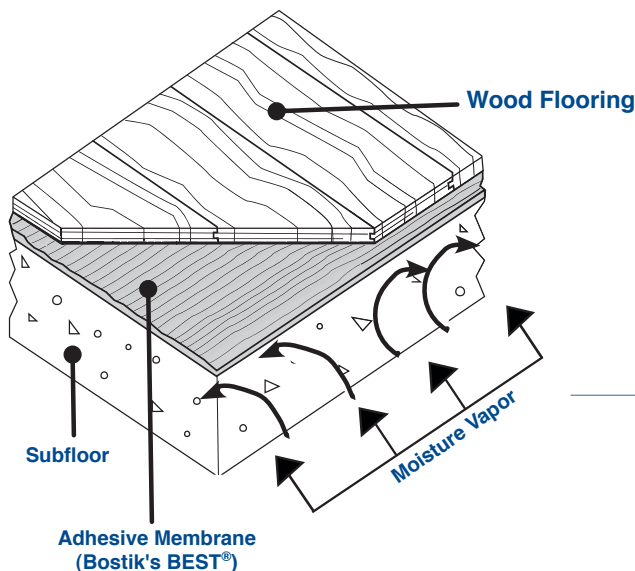 Wood Flooring
Moisture Vapor
Subfloor
Adhesive Membrane
(Bostik's BEST®)